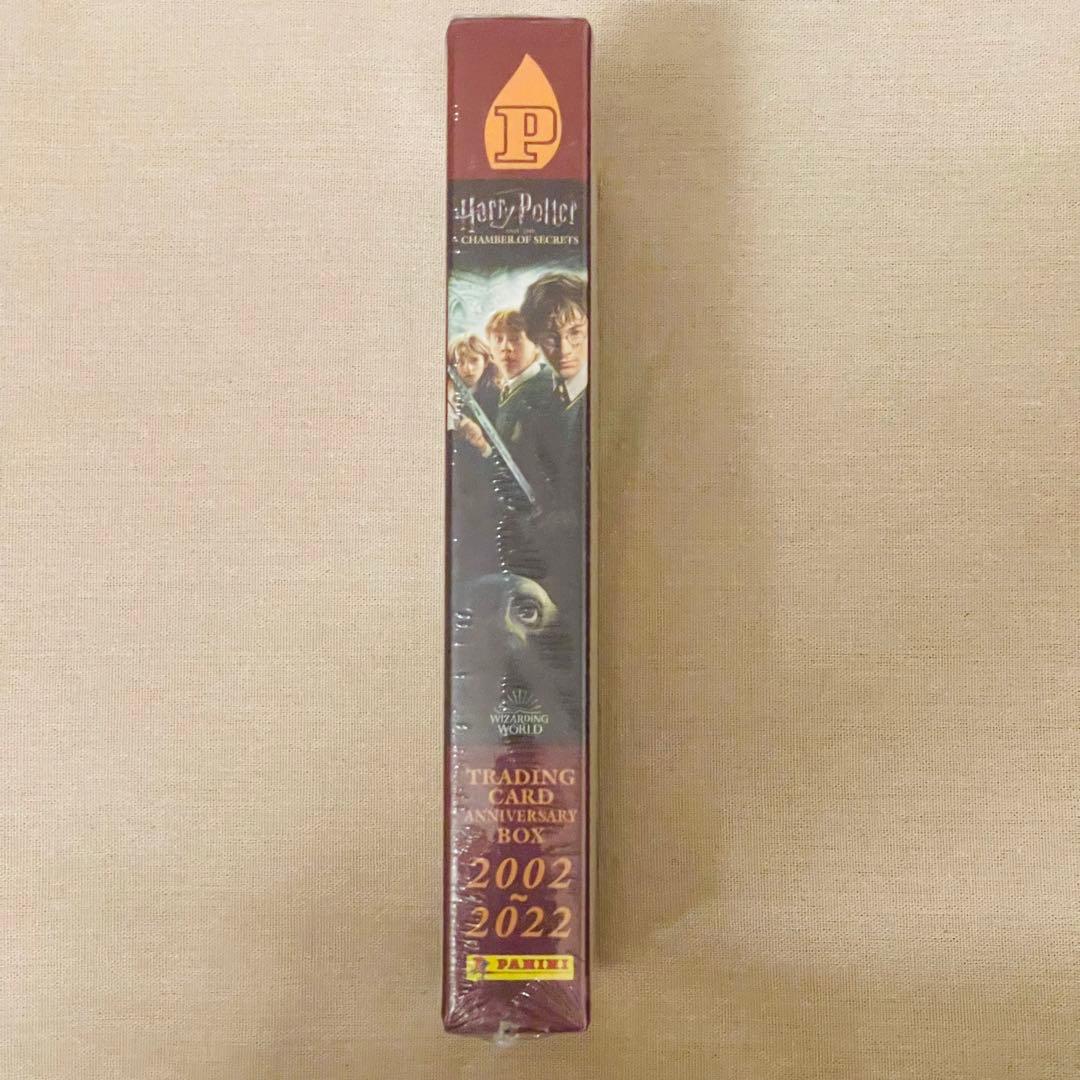 P
Harry Potter
AND THE
CHAMBER OF SECRETS
WIZARDING
WORLD
TRADING
CARD
ANNIVERSARY
BOX
2002
~
2022
PANINI